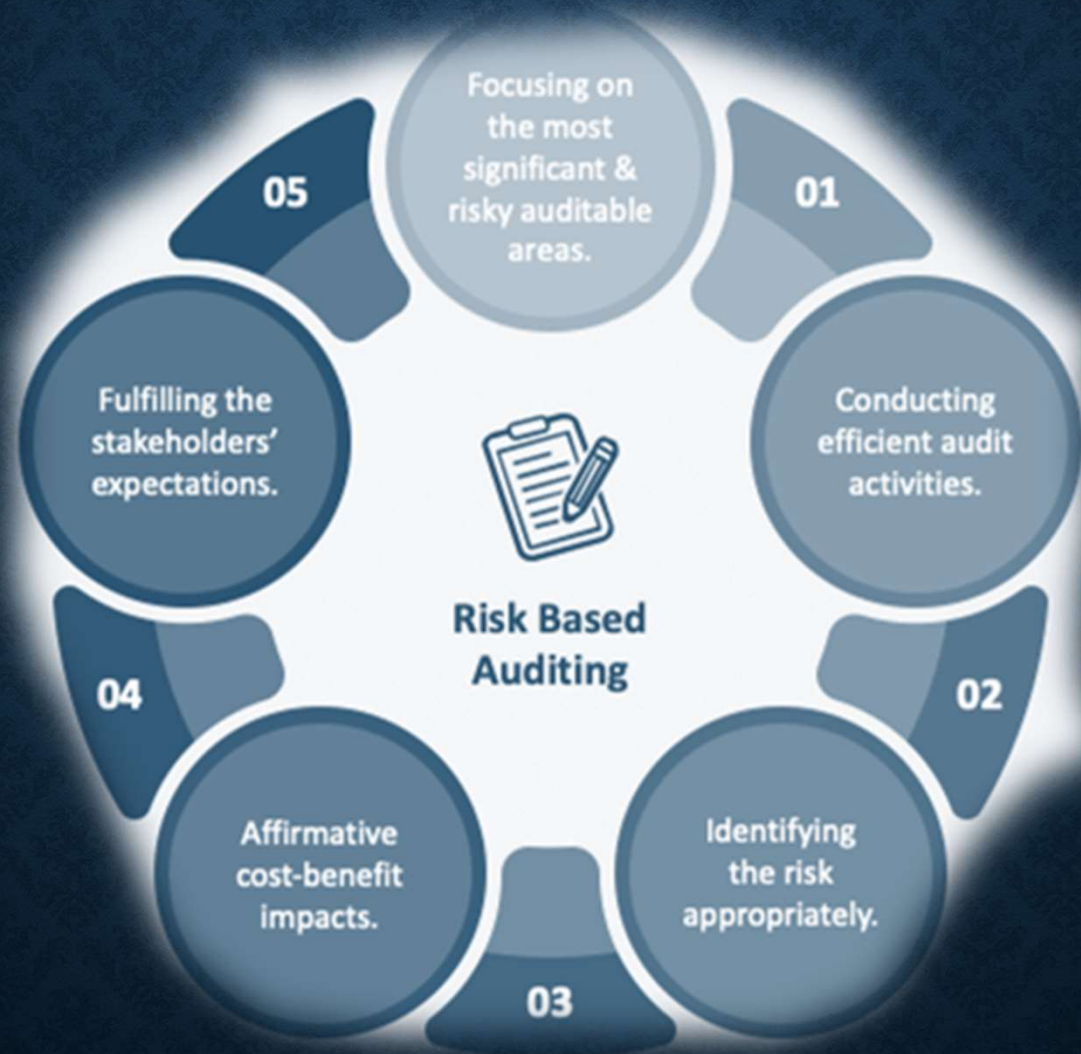 Focusing on
the most
significant &
risky auditable
areas.
01
Conducting
efficient audit
activities.
02
Identifying
the risk
appropriately.
03
Affirmative
cost-benefit
impacts.
04
Fulfilling the
stakeholders’
expectations.
05
Risk Based
Auditing